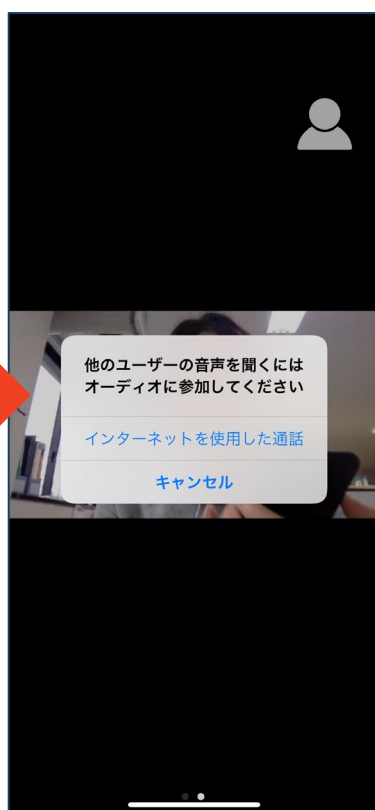 他のユーザーの音声を聞くには
オーディオに参加してください
インターネットを使用した通話
キャンセル